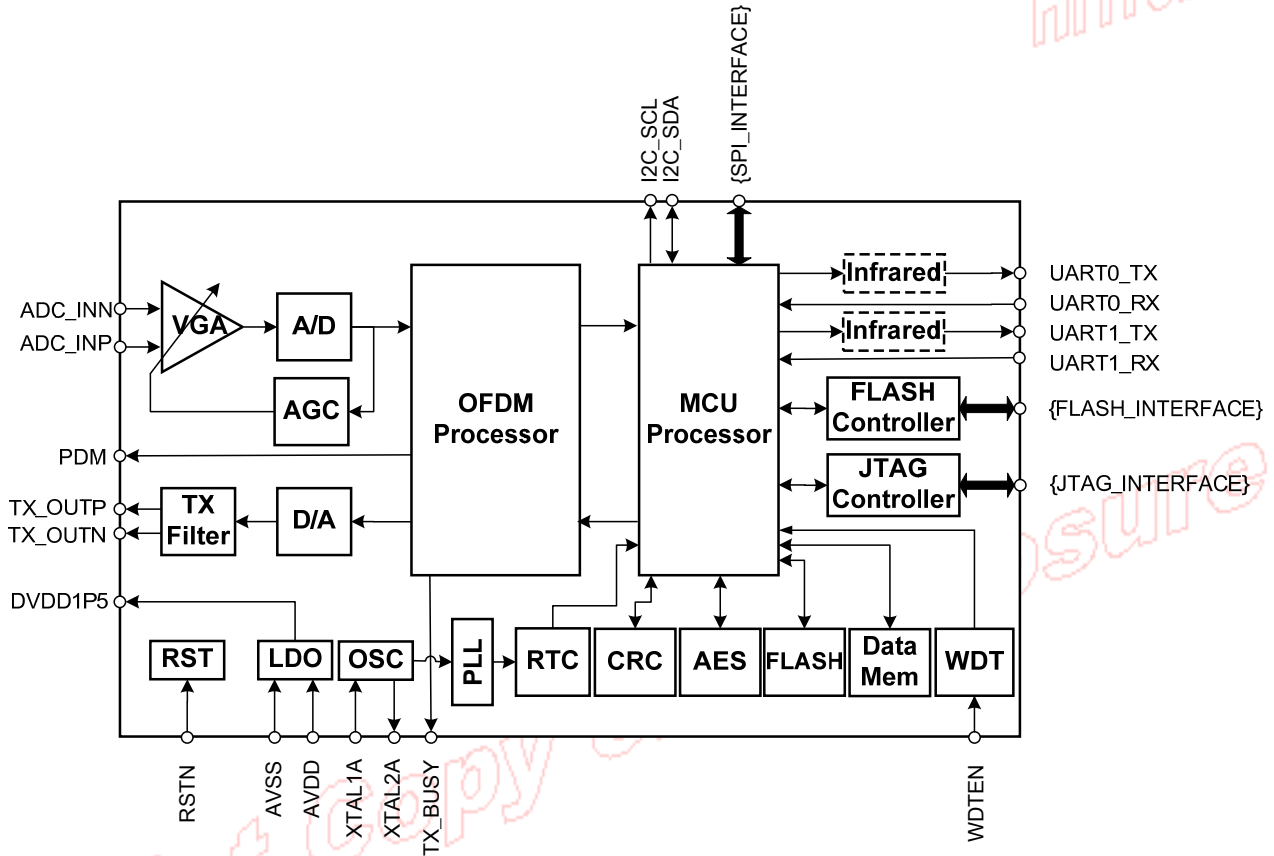 I2C_SCL
I2C_SDA
{SPI_INTERFACE}
ADC_INN
ADC_INP
VGA
A/D
AGC
OFDM
Processor
MCU
Processor
Infrared
UART0_TX
UART0_RX
Infrared
UART1_TX
UART1_RX
FLASH
Controller
{FLASH_INTERFACE}
JTAG
Controller
{JTAG_INTERFACE}
PDM
TX_OUTP
TX_OUTN
TX
Filter
D/A
DVDD1P5
RST
LDO
OSC
PLL
RTC
CRC
AES
FLASH
Data
Mem
WDT
RSTN
AVSS
AVDD
XTAL1A
XTAL2A
TX_BUSY
WDTEN
Copy